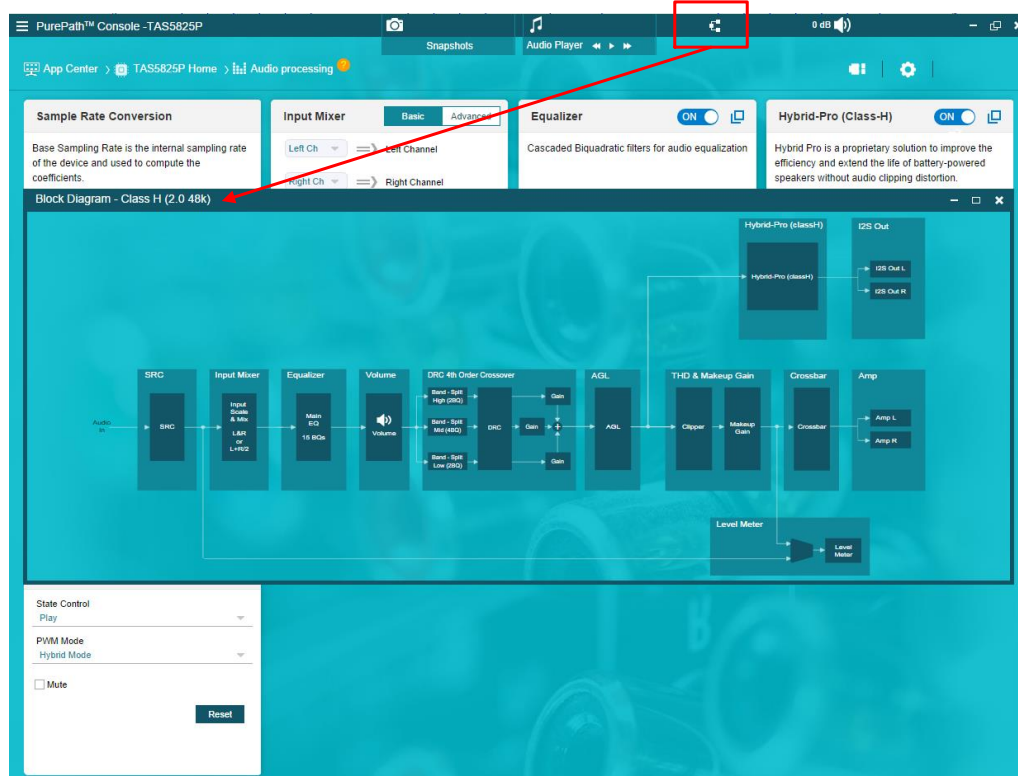 PurePath™ Console -TAS5825P
0 dB
Snapshots
Audio Player
App Center > TAS5825P Home > Audio processing ?
Sample Rate Conversion
Base Sampling Rate is the internal sampling rate
of the device and used to compute the
coefficients.
Input Mixer
Basic
Advanced
Left Ch
Left Channel
Right Ch
Right Channel
Equalizer
ON
Cascaded Biquadratic filters for audio equalization
Hybrid-Pro (Class-H)
ON
Hybrid Pro is a proprietary solution to improve the
efficiency and extend the life of battery-powered
speakers without audio clipping distortion.
Block Diagram - Class H (2.0 48k)
Hybrid-Pro (classH)
Hybrid-Pro (classH)
I2S Out
I2S Out L
I2S Out R
Audio
In
SRC
SRC
Input Mixer
Input
Scale
& Mix
L&R
or
L+R/2
Equalizer
Main
EQ
15 BQs
Volume
Volume
DRC 4th Order Crossover
Band - Split
High (2BQ)
Band - Split
Mid (4BQ)
Band - Split
Low (2BQ)
DRC
Gain
Gain
Gain
AGL
AGL
THD & Makeup Gain
Clipper
Makeup
Gain
Crossbar
Crossbar
Amp
Amp L
Amp R
Level Meter
Level
Meter
State Control
Play
PWM Mode
Hybrid Mode
Mute
Reset